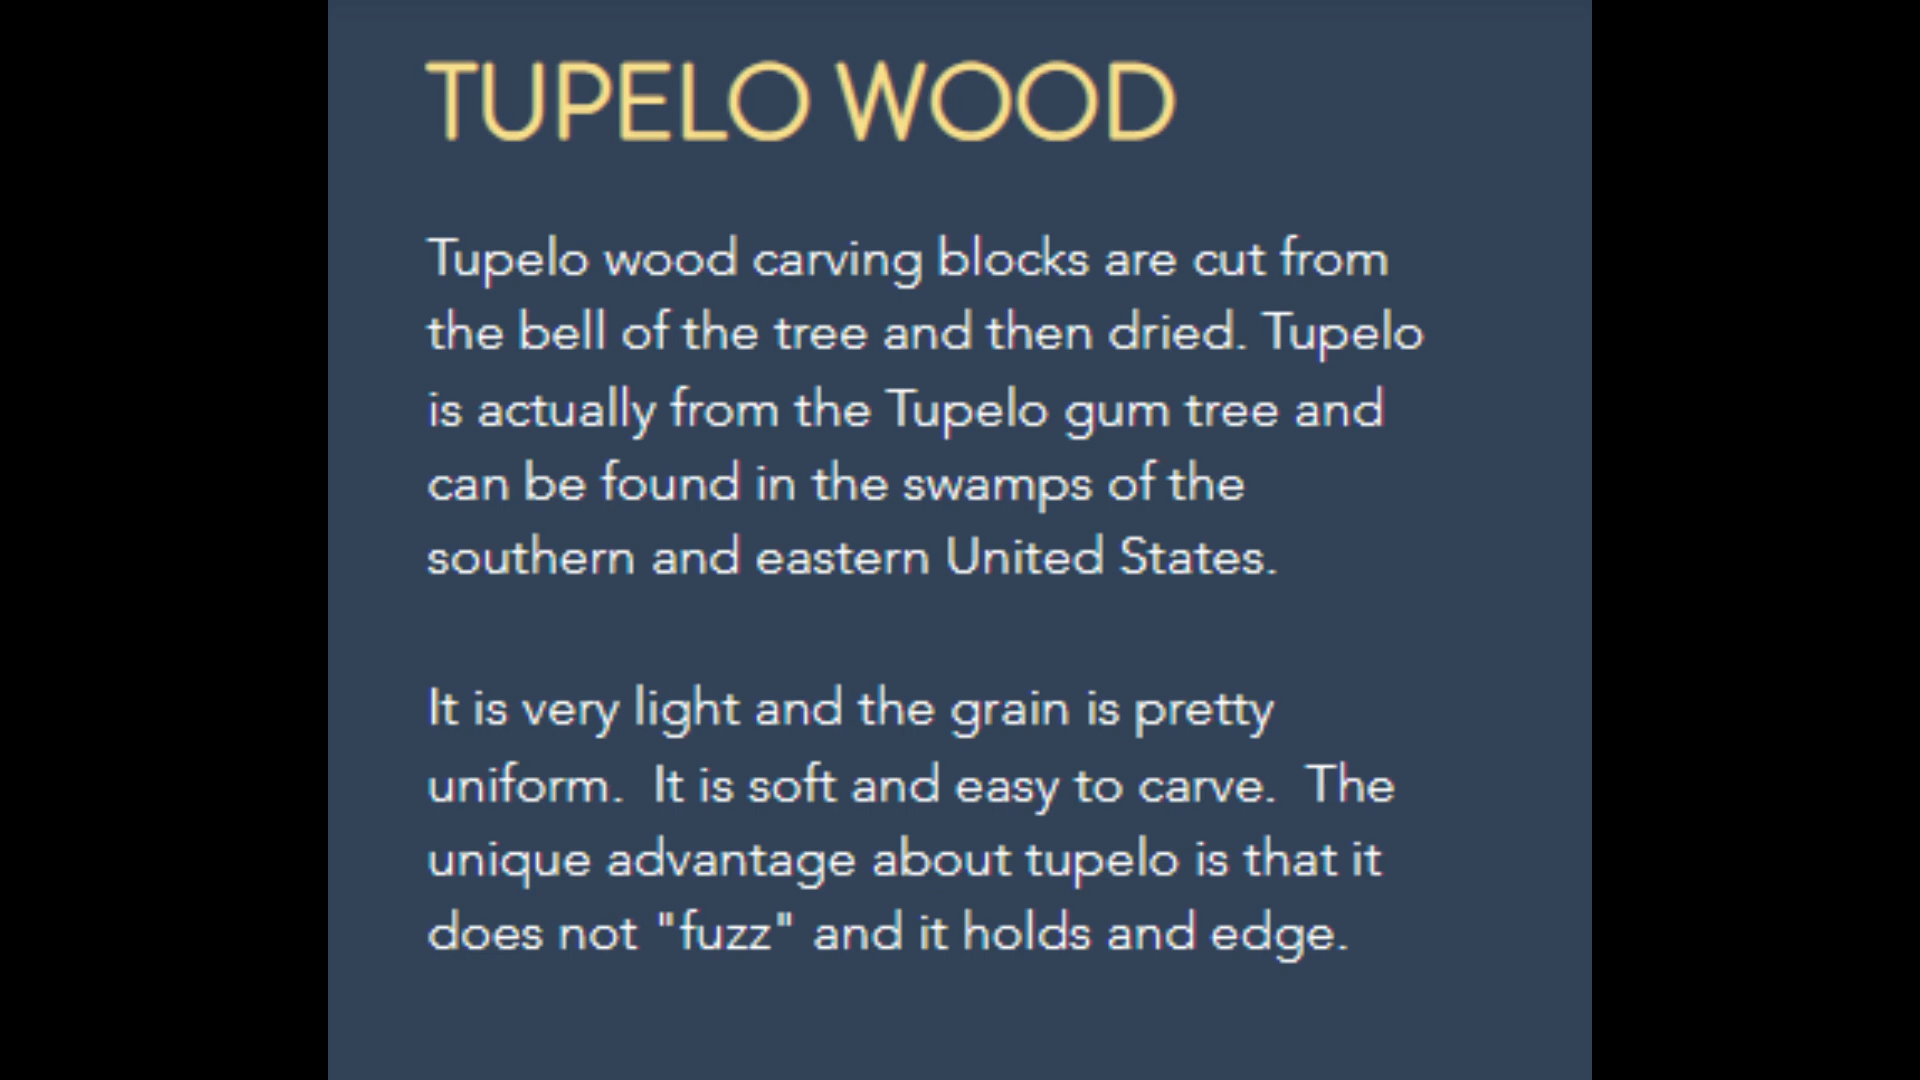 TUPELO WOOD
Tupelo wood carving blocks are cut from
the bell of the tree and then dried. Tupelo
is actually from the Tupelo gum tree and
can be found in the swamps of the
southern and eastern United States.
It is very light and the grain is pretty
uniform.  It is soft and easy to carve.  The
unique advantage about tupelo is that it
does not "fuzz" and it holds and edge.